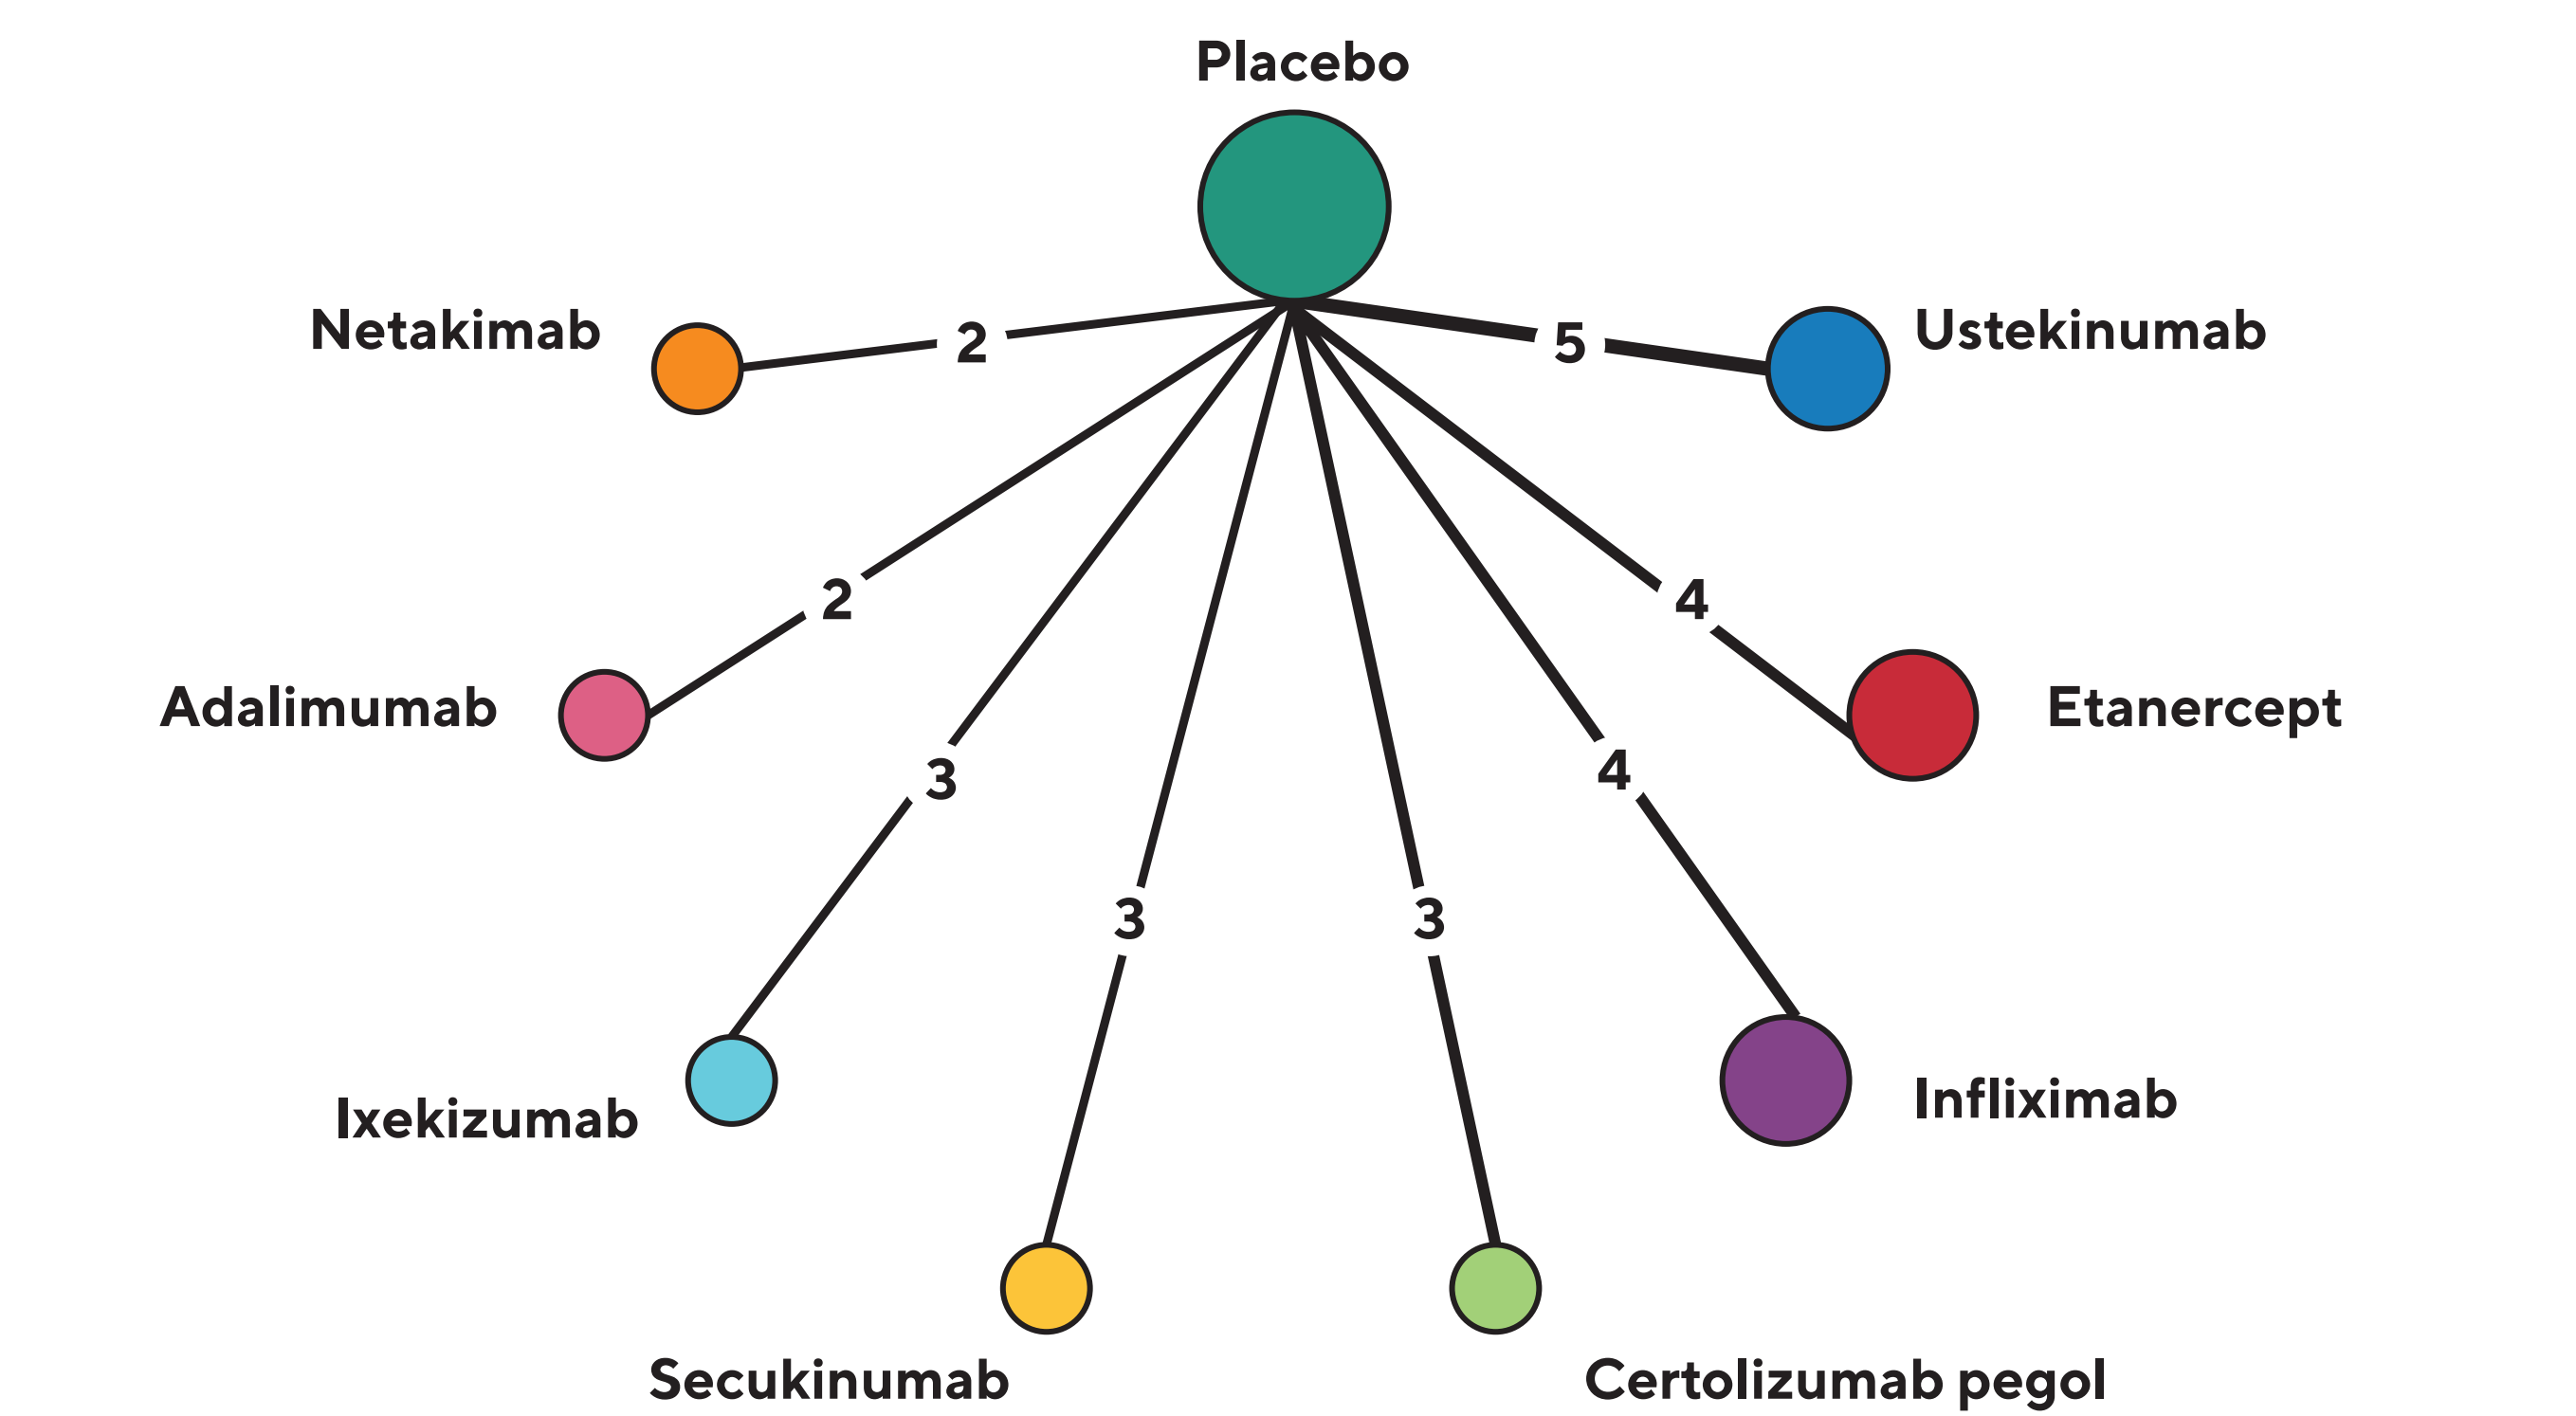 Placebo
Netakimab
2
5
Ustekinumab
2
4
Adalimumab
Etanercept
3
4
3
3
Ixekizumab
Infliximab
Secukinumab
Certolizumab pegol